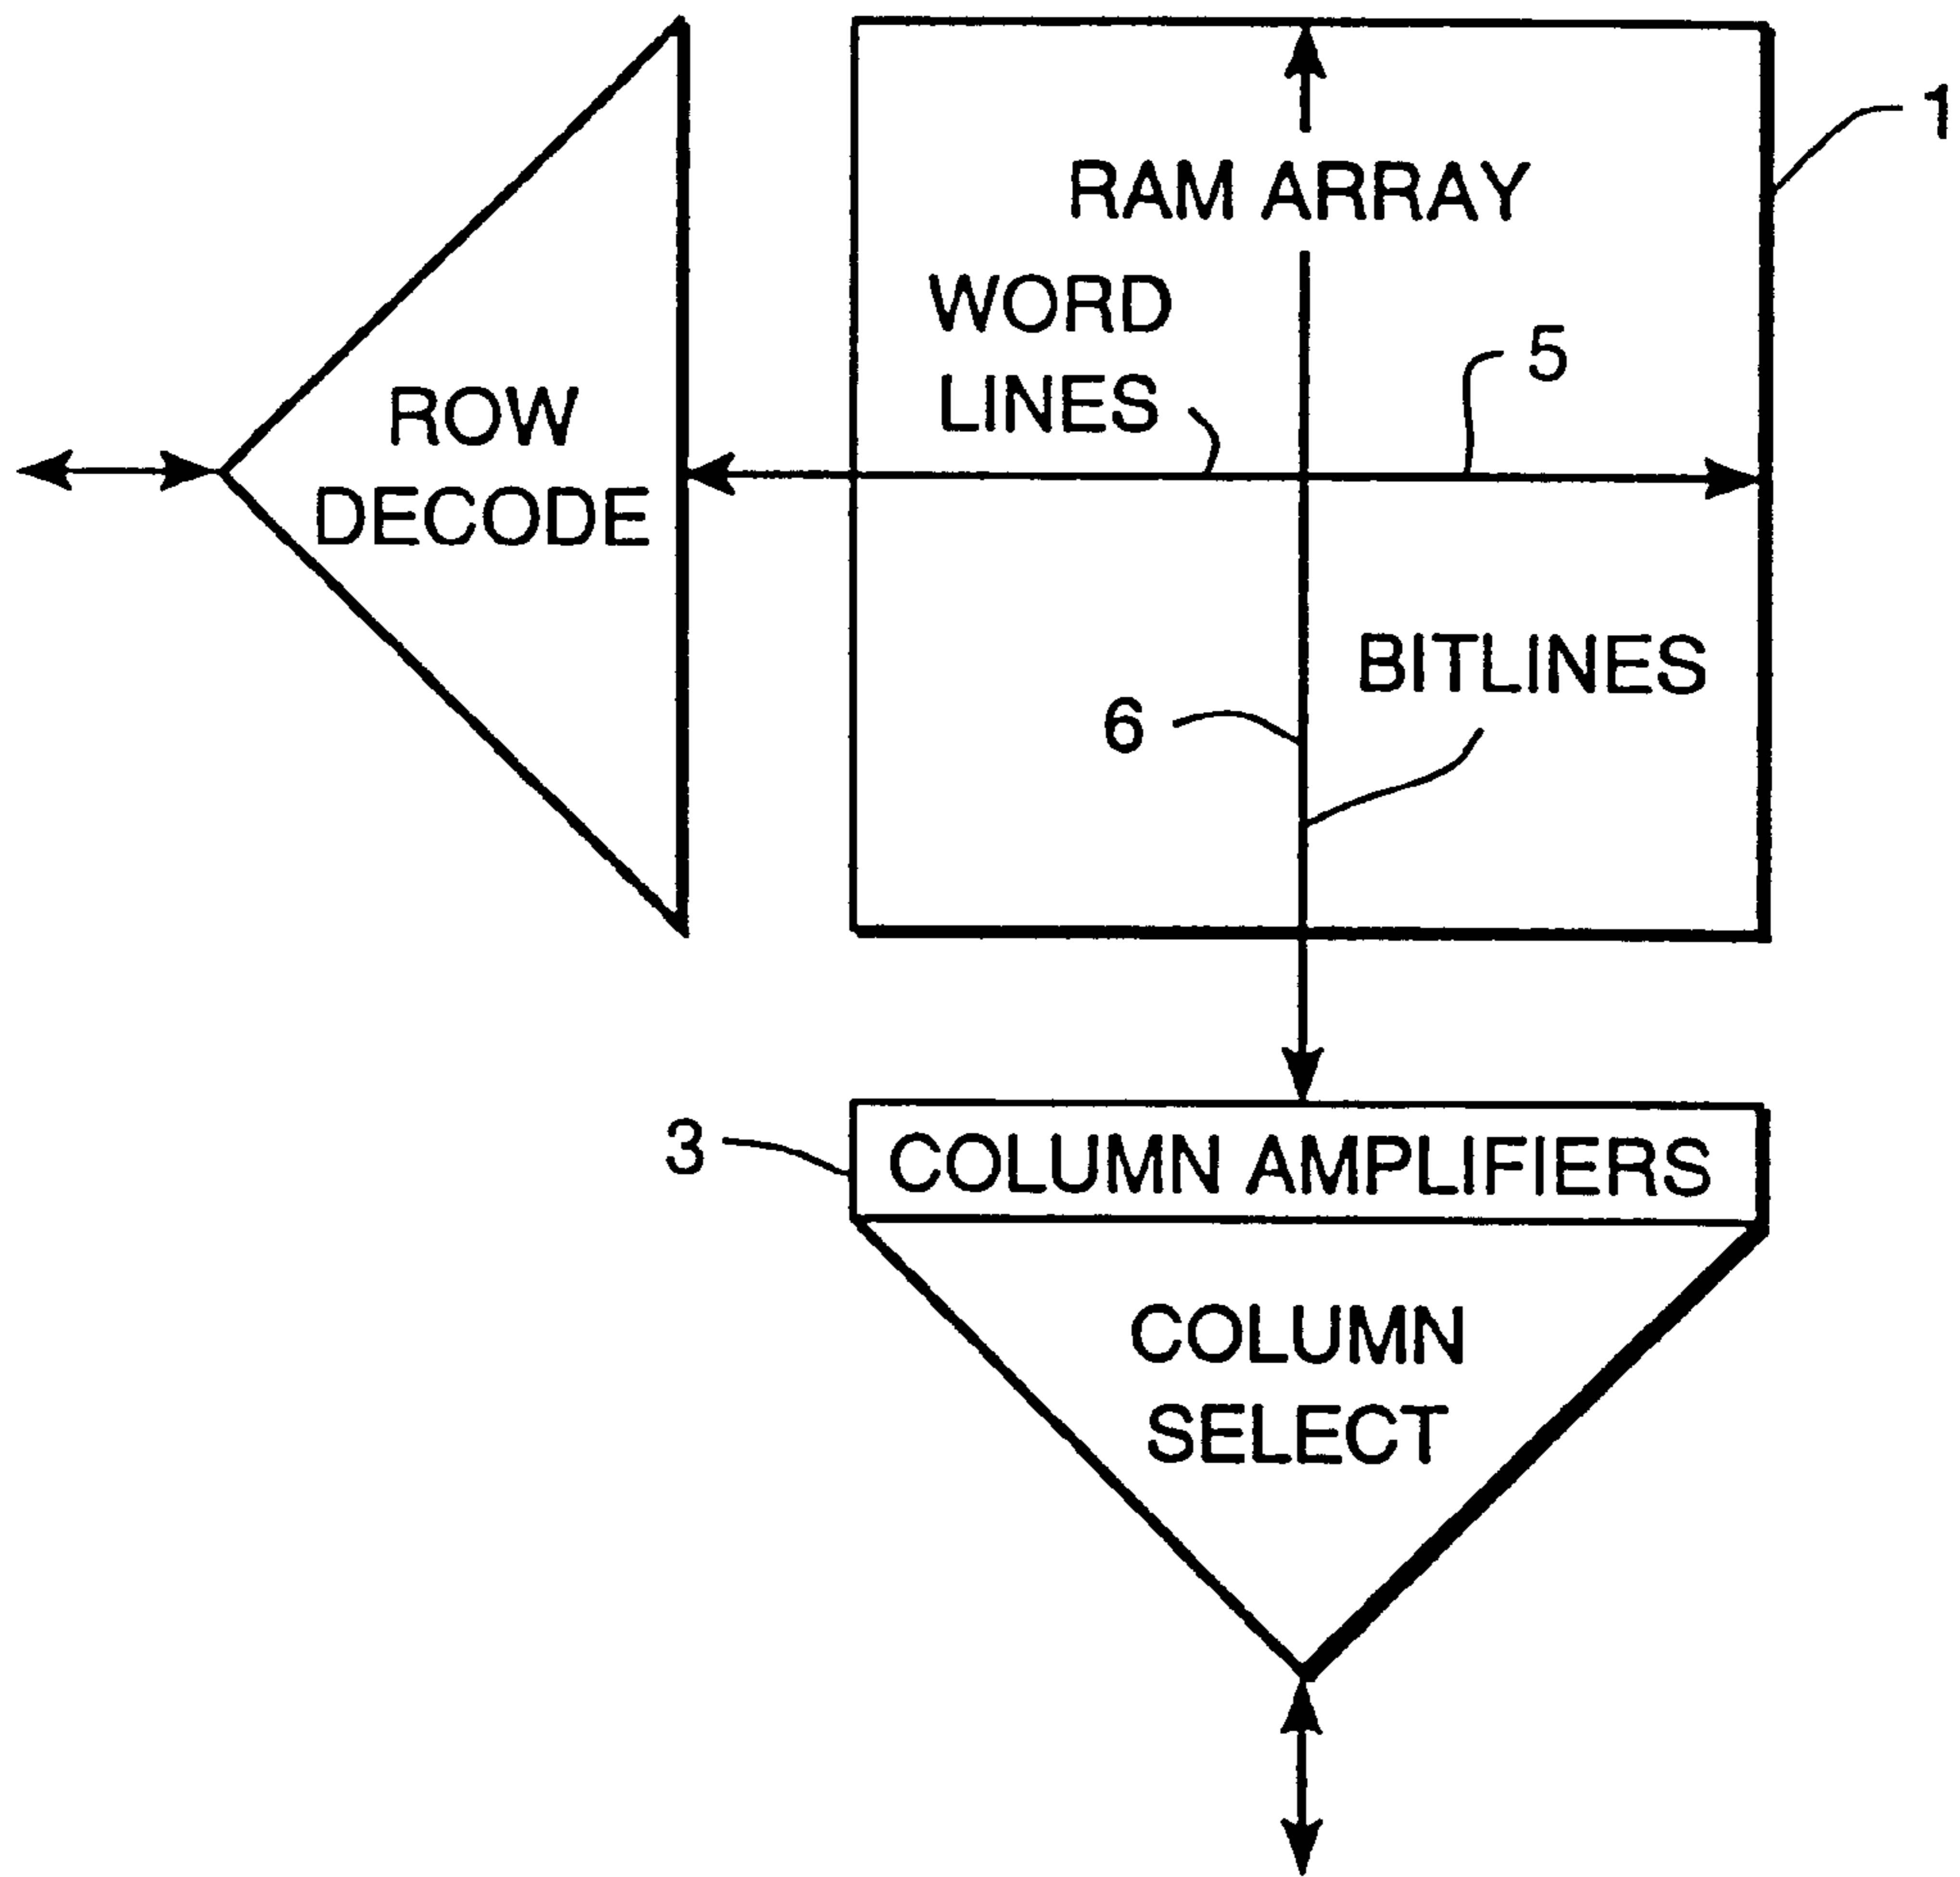 1
RAM ARRAY
WORD
LINES
5
ROW
DECODE
BITLINES
6
3
COLUMN AMPLIFIERS
COLUMN
SELECT